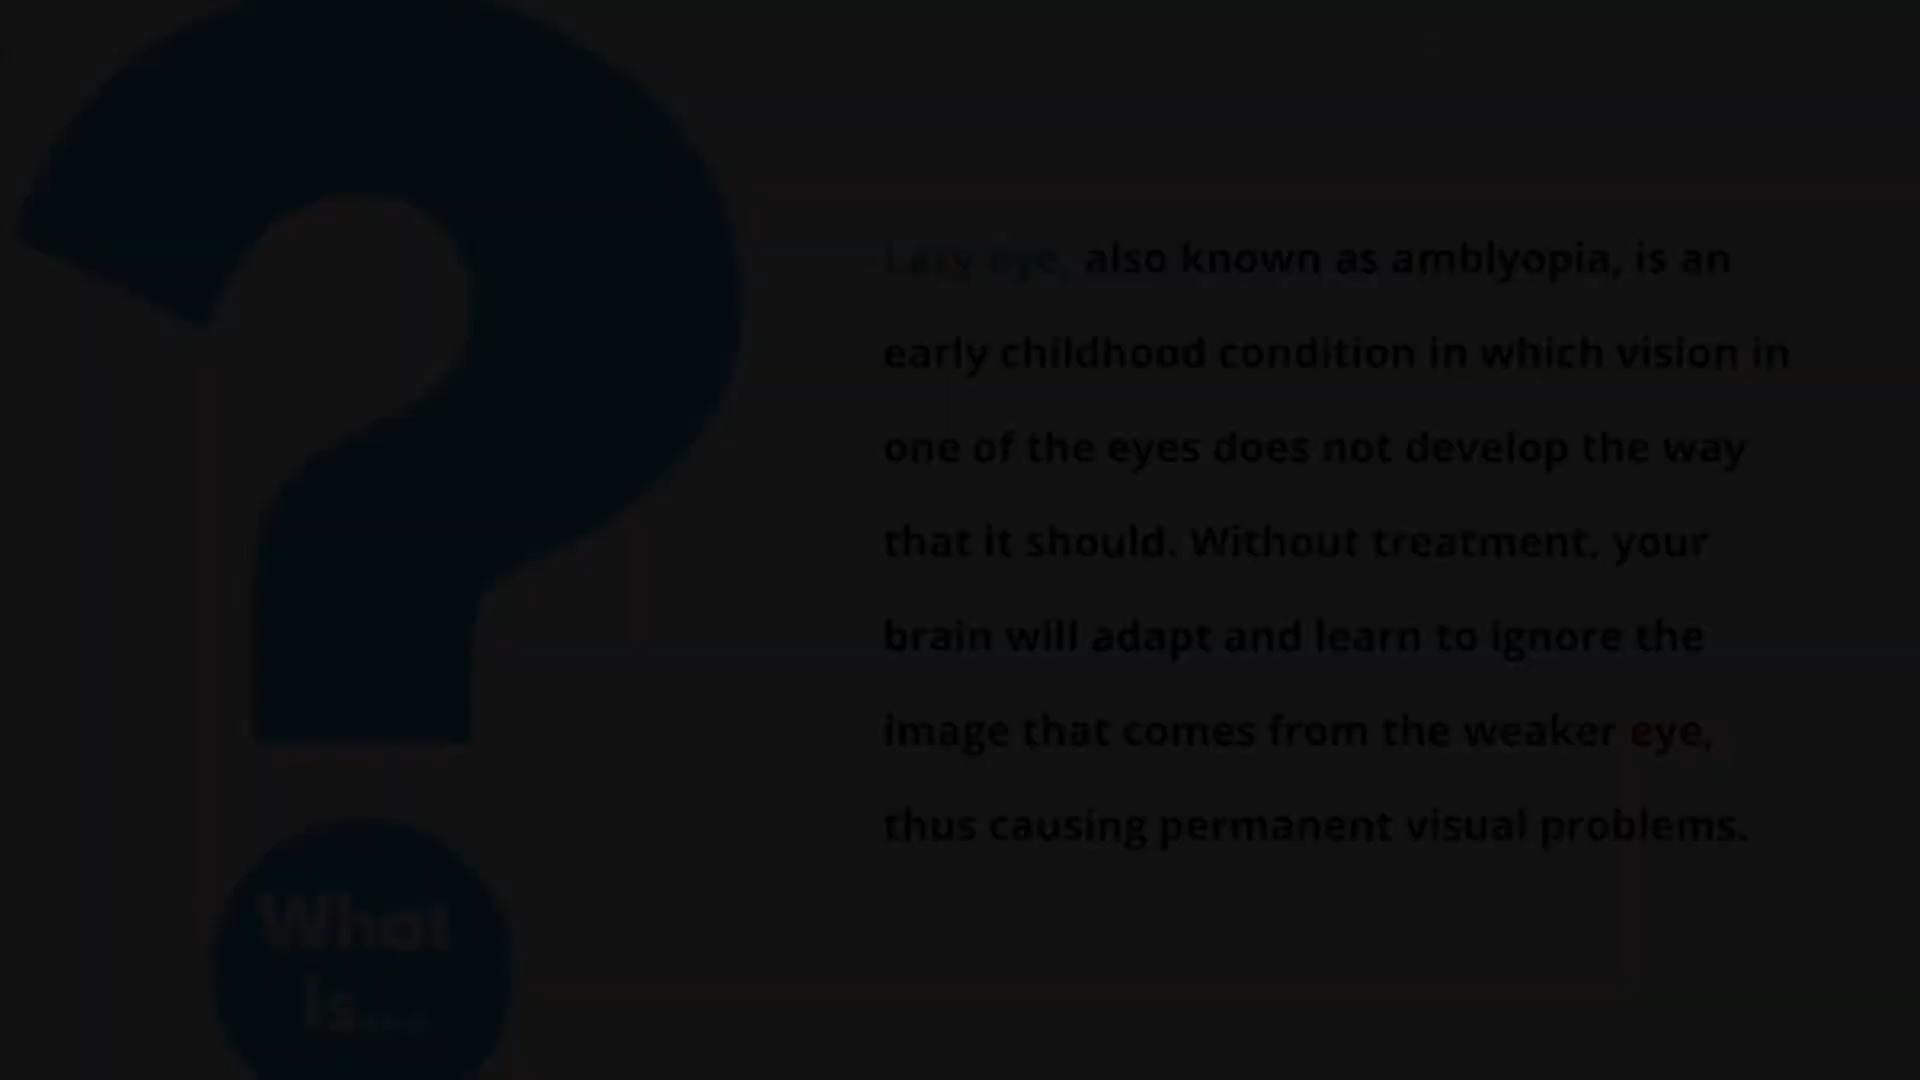 Lazy eye, also known as amblyopia, is an
early childhood condition in which vision in
one of the eyes does not develop the way
that it should. Without treatment, your
brain will adapt and learn to ignore the
image that comes from the weaker eye,
thus causing permanent visual problems.
What
Is...